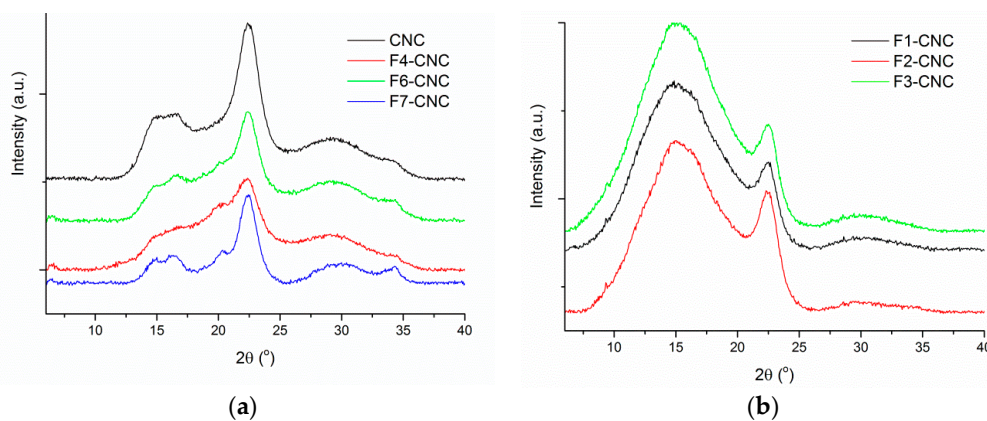 CNC
F4-CNC
F6-CNC
F7-CNC
Intensity (a.u.)
10 15 20 25 30 35 40
2θ (°)
(a)
F1-CNC
F2-CNC
F3-CNC
Intensity (a.u.)
10 15 20 25 30 35 40
2θ (°)
(b)